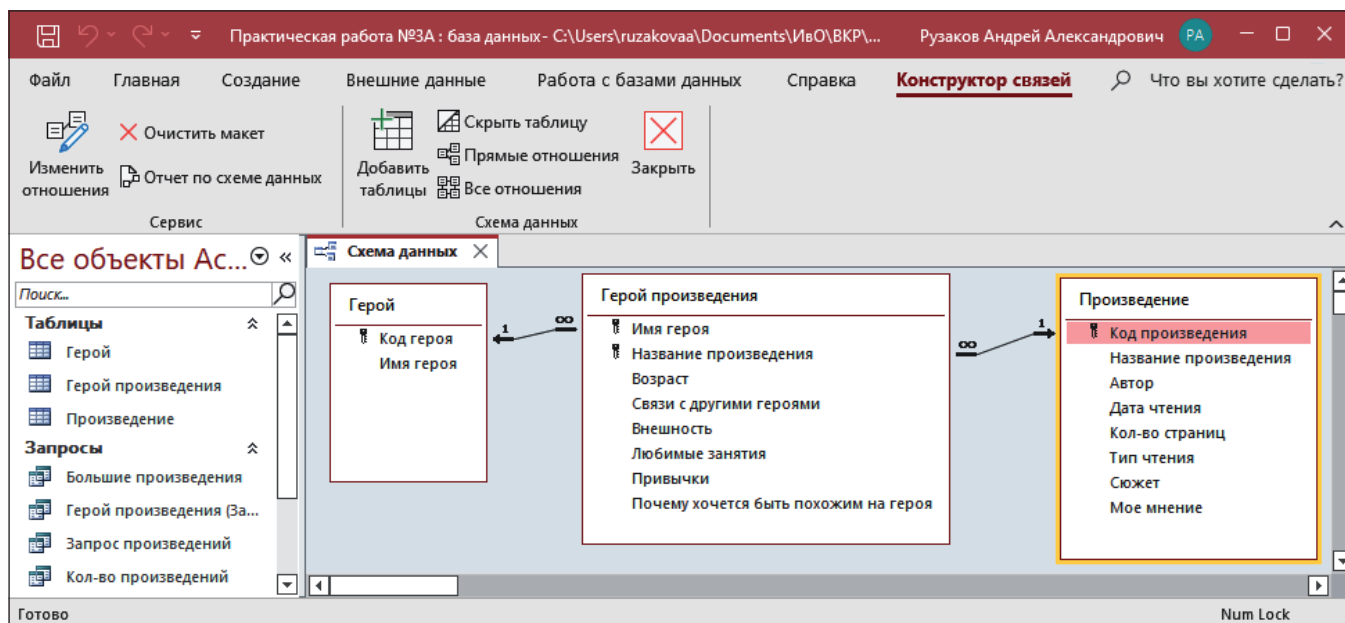 Практическая работа №3А : база данных- C:\Users\ruzakovaa\Documents\ИвО\ВКР\... Рузаков Андрей Александрович РА
Файл Главная Создание Внешние данные Работа с базами данных Справка Конструктор связей Что вы хотите сделать?
Изменить отношения
Очистить макет
Отчет по схеме данных
Сервис
Добавить таблицы
Скрыть таблицу
Прямые отношения
Все отношения
Закрыть
Схема данных
Все объекты Ac... «
Поиск...
Таблицы
Герой
Герой произведения
Произведение
Запросы
Большие произведения
Герой произведения (За...
Запрос произведений
Кол-во произведений
Схема данных
Герой
Код героя
Имя героя
1 ∞
Герой произведения
Имя героя
Название произведения
Возраст
Связи с другими героями
Внешность
Любимые занятия
Привычки
Почему хочется быть похожим на героя
∞ 1
Произведение
Код произведения
Название произведения
Автор
Дата чтения
Кол-во страниц
Тип чтения
Сюжет
Мое мнение
Готово Num Lock